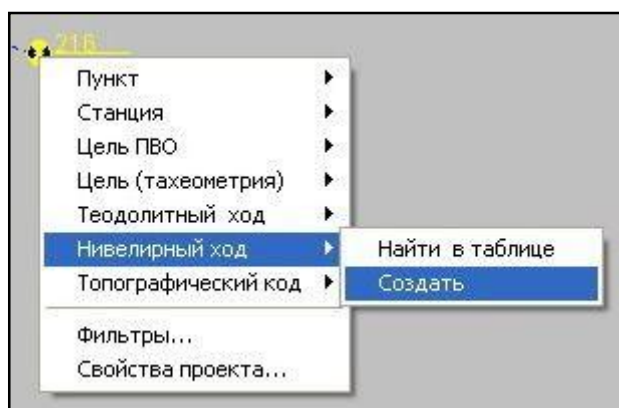 216
Пункт
Станция
Цель ПВО
Цель (тахеометрия)
Теодолитный ход
Нивелирный ход
Найти в таблице
Топографический код
Создать
Фильтры...
Свойства проекта...